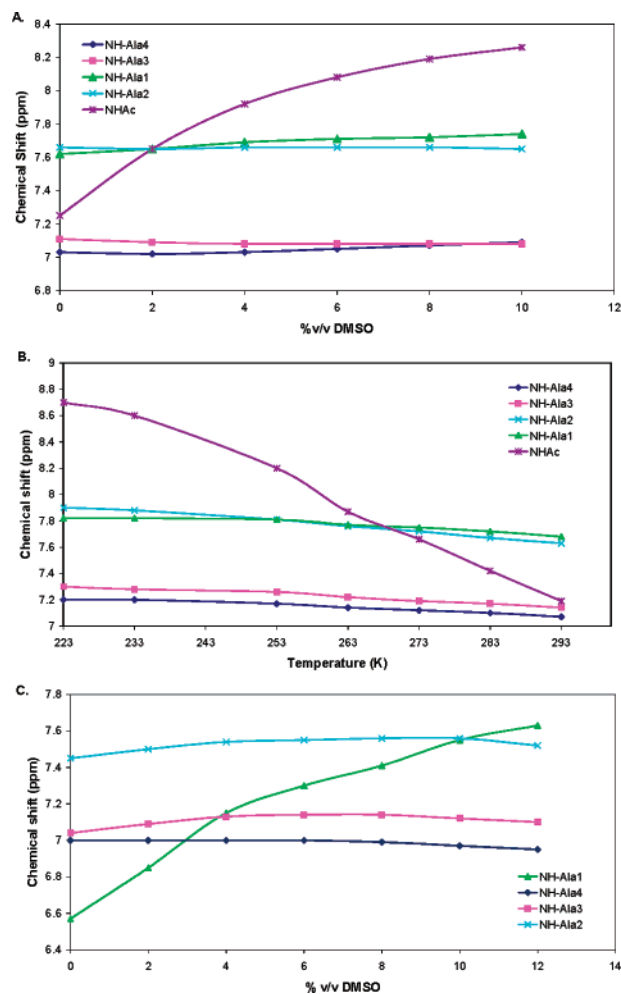 A.
8.4
8.2
8
7.8
7.6
7.4
7.2
7
6.8
Chemical Shift (ppm)
NH-Ala4
NH-Ala3
NH-Ala1
NH-Ala2
NHAc
0 2 4 6 8 10 12
%v/v DMSO
B.
9
8.8
8.6
8.4
8.2
8
7.8
7.6
7.4
7.2
7
Chemical shift (ppm)
NH-Ala4
NH-Ala3
NH-Ala2
NH-Ala1
NHAc
223 233 243 253 263 273 283 293
Temperature (K)
C.
7.8
7.6
7.4
7.2
7
6.8
6.6
6.4
Chemical shift (ppm)
NH-Ala1
NH-Ala4
NH-Ala3
NH-Ala2
0 2 4 6 8 10 12 14
% v/v DMSO